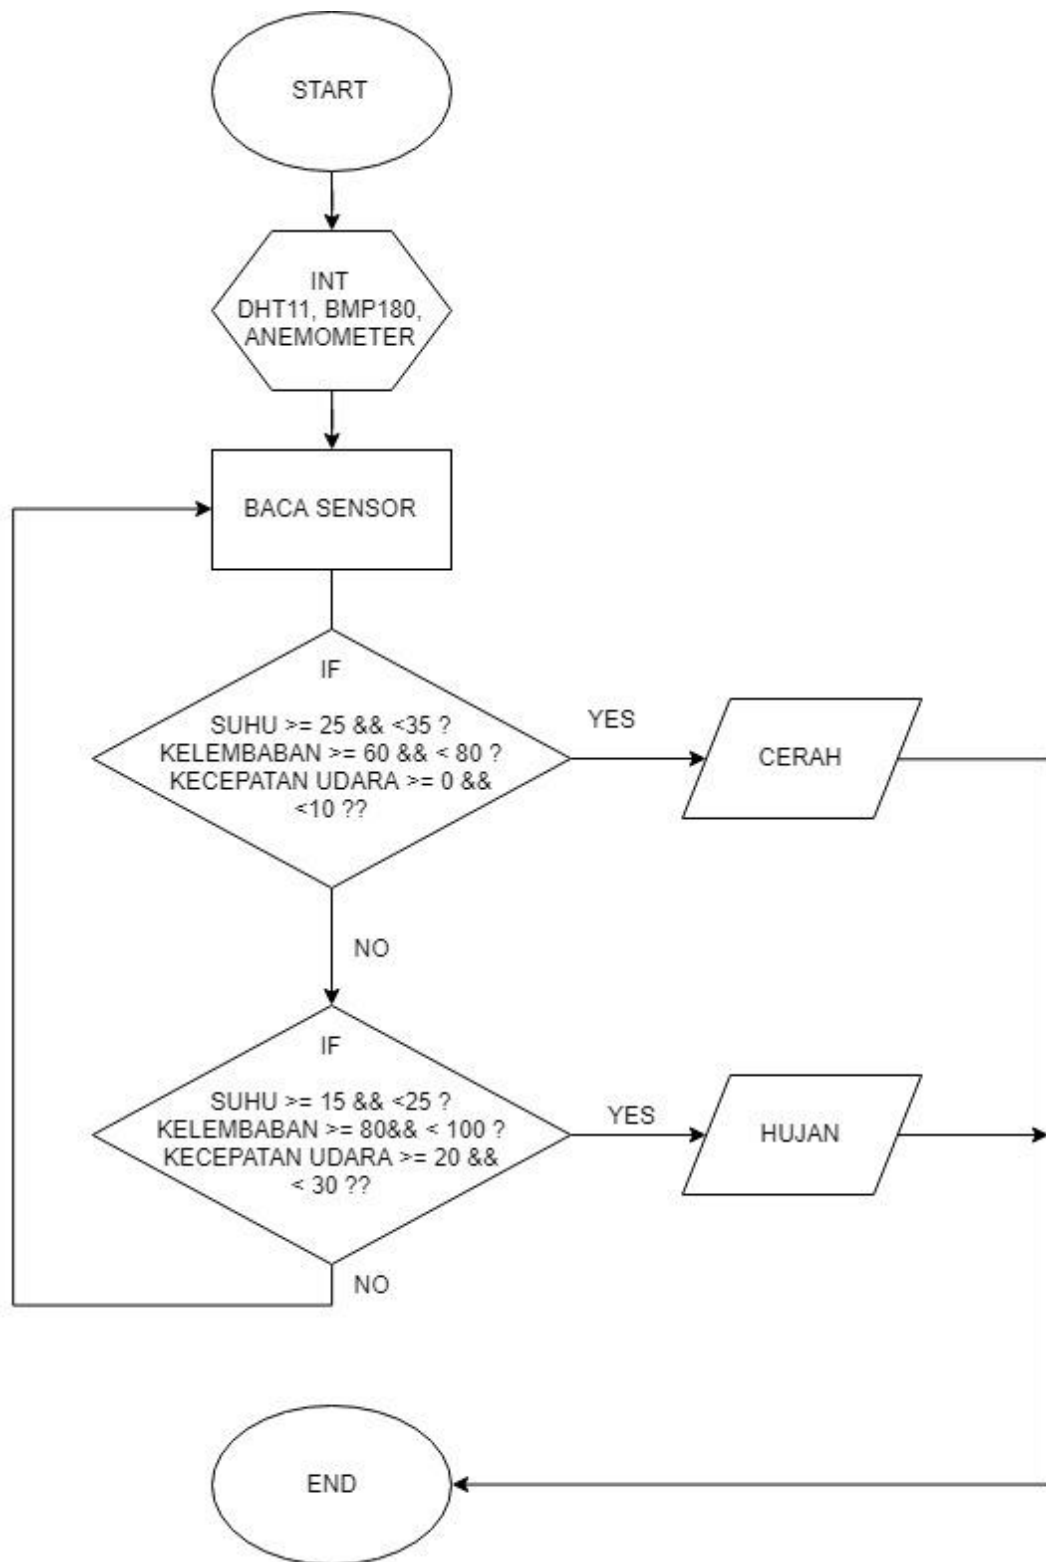 START
INT
DHT11, BMP180,
ANEMOMETER
BACA SENSOR
IF
SUHU >= 25 && <35 ?
KELEMBABAN >= 60 && < 80 ?
KECEPATAN UDARA >= 0 &&
<10 ??
YES
CERAH
NO
IF
SUHU >= 15 && <25 ?
KELEMBABAN >= 80&& < 100 ?
KECEPATAN UDARA >= 20 &&
< 30 ??
YES
HUJAN
NO
END